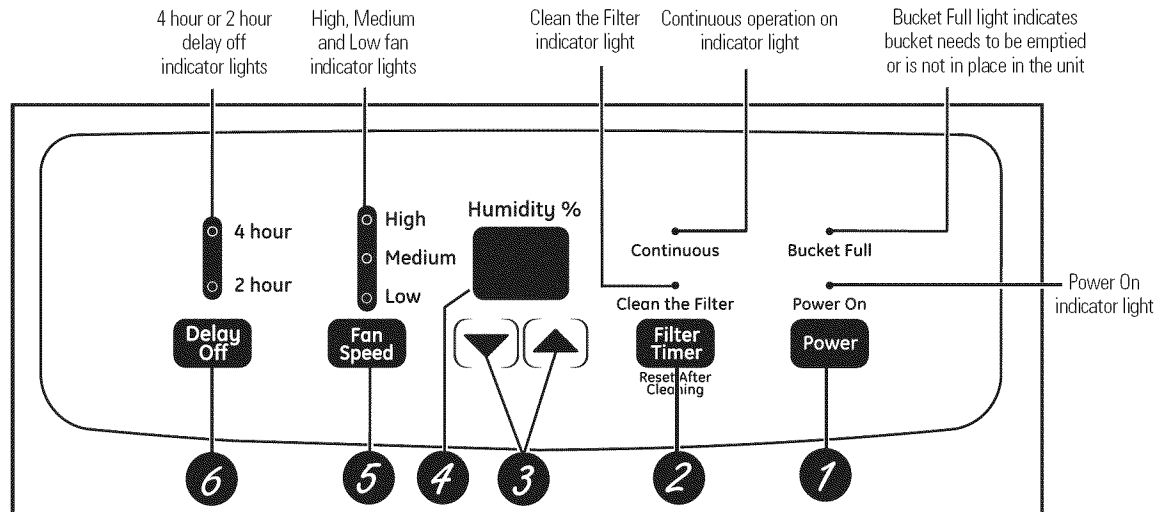 4 hour or 2 hour
delay off
indicator lights
High, Medium
and Low fan
indicator lights
Clean the Filter
indicator light
Continuous operation on
indicator light
Bucket Full light indicates
bucket needs to be emptied
or is not in place in the unit
4 hour
2 hour
High
Medium
Low
Humidity %
Continuous
Clean the Filter
Bucket Full
Power On
Power On
indicator light
Delay
Off
Fan
Speed
Filter
Timer
Reset After
Cleaning
Power
6
5
4
3
2
1